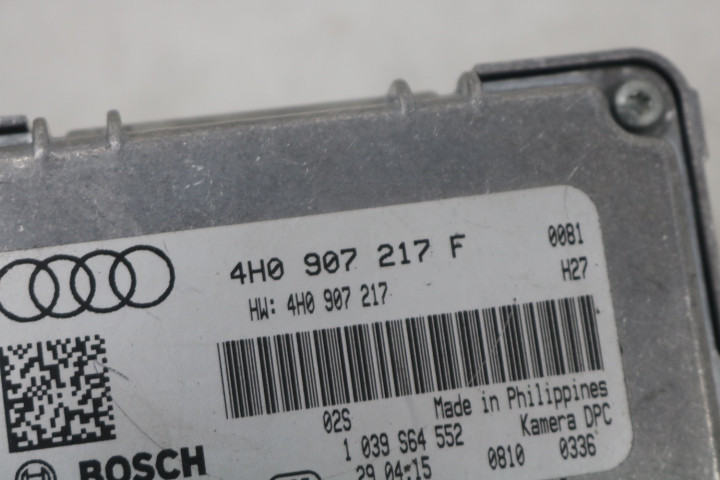 4H0 907 217 F 0081
HW: 4H0 907 217 H27
02S Made in Philippines
1 039 S64 552 Kamera DPC
BOSCH 29.04.15 0810 0336